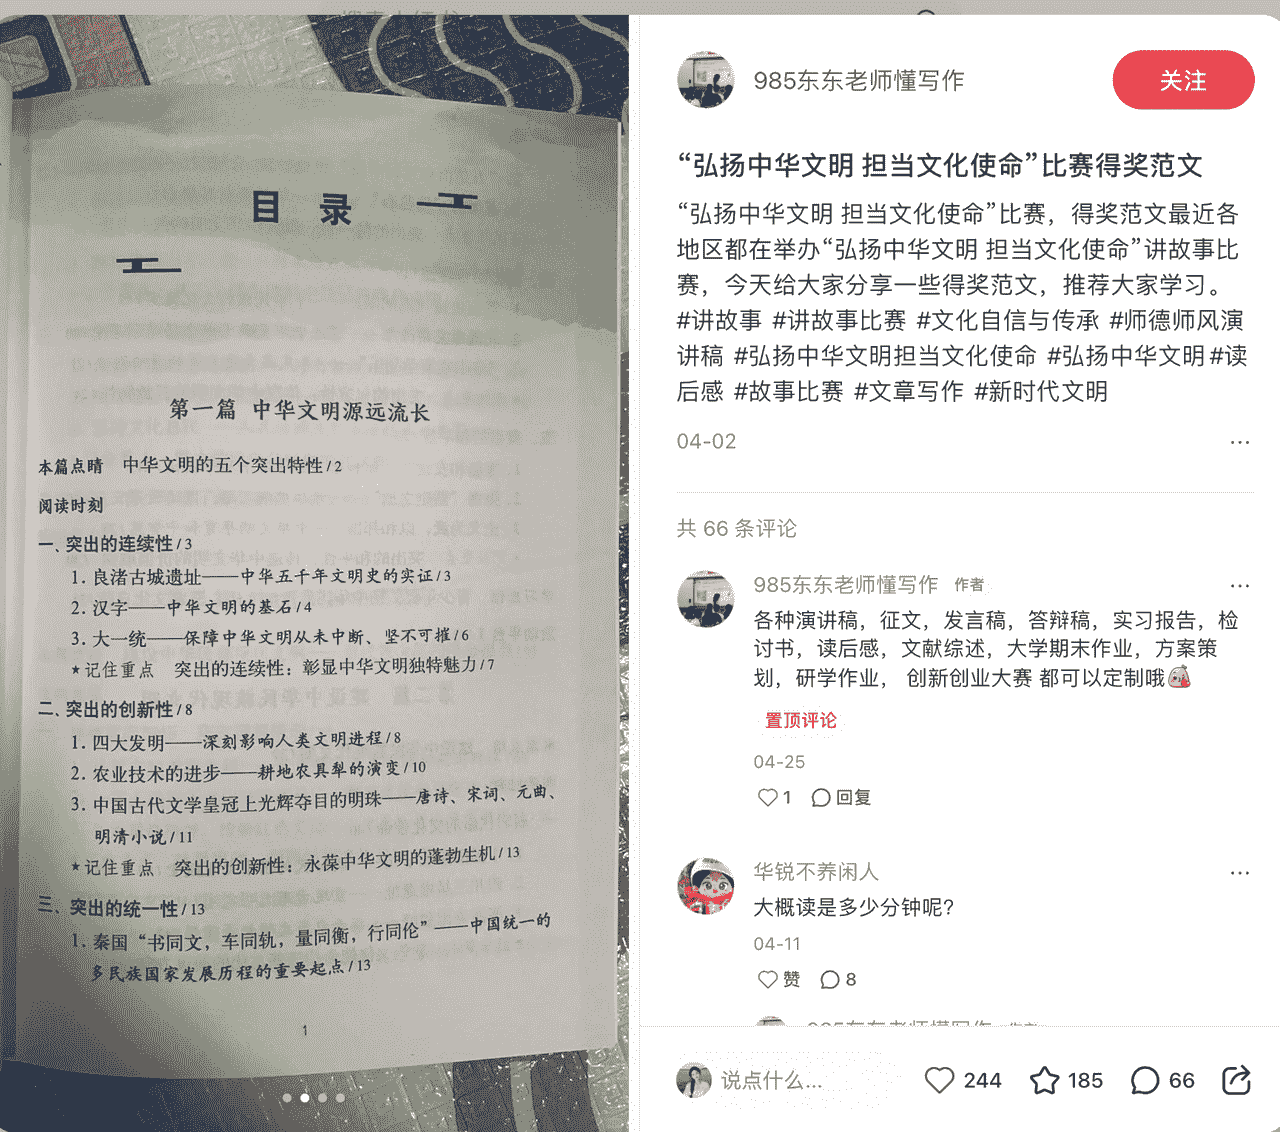 目 录
第一篇 中华文明源远流长
本篇点睛 中华文明的五个突出特性 / 2
阅读时刻
一、突出的连续性 / 3
1. 良渚古城遗址——中华五千年文明史的实证 / 3
2. 汉字——中华文明的基石 / 4
3. 大一统——保障中华文明从未中断、坚不可摧 / 6
★记住重点 突出的连续性：彰显中华文明独特魅力 / 7
二、突出的创新性 / 8
1. 四大发明——深刻影响人类文明进程 / 8
2. 农业技术的进步——耕地农具犁的演变 / 10
3. 中国古代文学皇冠上光辉夺目的明珠——唐诗、宋词、元曲、
明清小说 / 11
★记住重点 突出的创新性：永葆中华文明的蓬勃生机 / 13
三、突出的统一性 / 13
1. 秦国“书同文，车同轨，量同衡，行同伦”——中国统一的
多民族国家发展历程的重要起点 / 13
1
985东东老师懂写作
关注
“弘扬中华文明 担当文化使命”比赛得奖范文
“弘扬中华文明 担当文化使命”比赛，得奖范文最近各
地区都在举办“弘扬中华文明 担当文化使命”讲故事比
赛，今天给大家分享一些得奖范文，推荐大家学习。
#讲故事 #讲故事比赛 #文化自信与传承 #师德师风演
讲稿 #弘扬中华文明担当文化使命 #弘扬中华文明 #读
后感 #故事比赛 #文章写作 #新时代文明
04-02
共 66 条评论
985东东老师懂写作 作者
各种演讲稿，征文，发言稿，答辩稿，实习报告，检
讨书，读后感，文献综述，大学期末作业，方案策
划，研学作业， 创新创业大赛 都可以定制哦
置顶评论
04-25
1 回复
华锐不养闲人
大概读是多少分钟呢？
04-11
赞 8
说点什么...
244 185 66